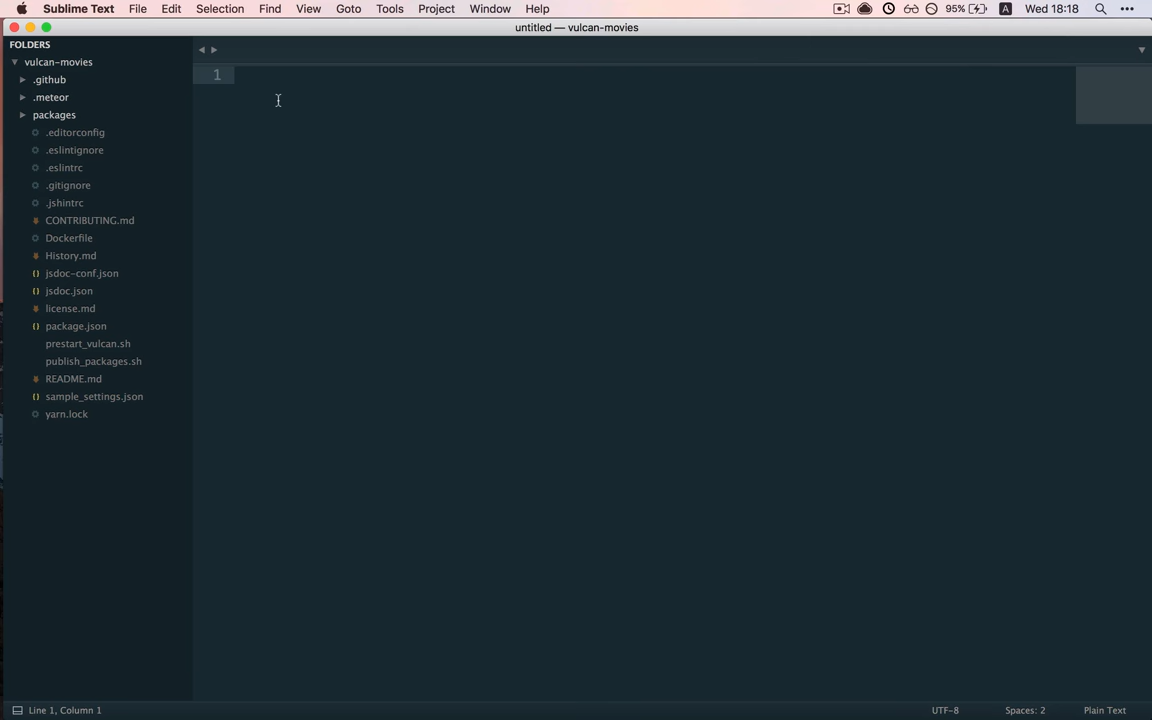 Sublime Text File Edit Selection Find View Goto Tools Project Window Help 95% A Wed 18:18
untitled — vulcan-movies
FOLDERS
vulcan-movies
.github
.meteor
packages
.editorconfig
.eslintignore
.eslintrc
.gitignore
.jshintrc
CONTRIBUTING.md
Dockerfile
History.md
jsdoc-conf.json
jsdoc.json
license.md
package.json
prestart_vulcan.sh
publish_packages.sh
README.md
sample_settings.json
yarn.lock
1
Line 1, Column 1 UTF-8 Spaces: 2 Plain Text